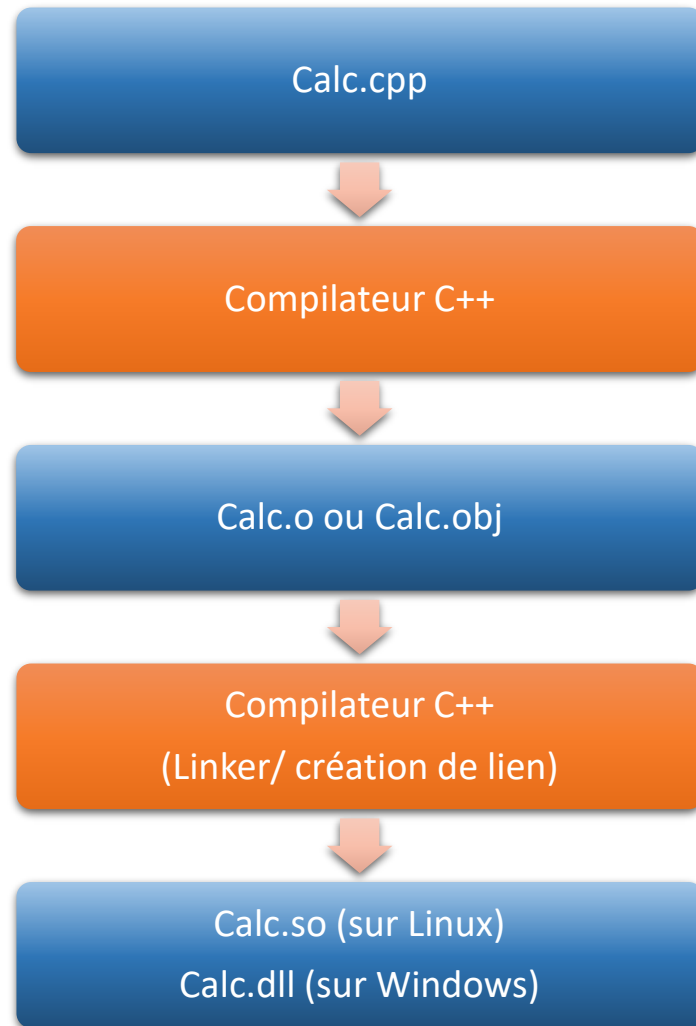 Calc.cpp
Compilateur C++
Calc.o ou Calc.obj
Compilateur C++
(Linker/ création de lien)
Calc.so (sur Linux)
Calc.dll (sur Windows)